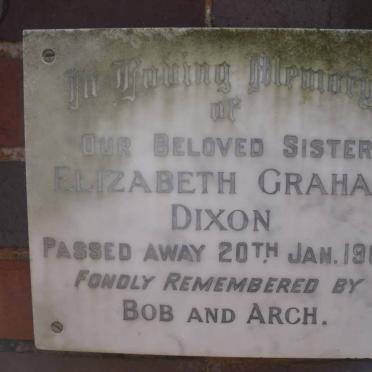 In Loving Memory
of
OUR BELOVED SISTER
ELIZABETH GRAHA
DIXON
PASSED AWAY 20TH JAN. 19
FONDLY REMEMBERED BY
BOB AND ARCH.